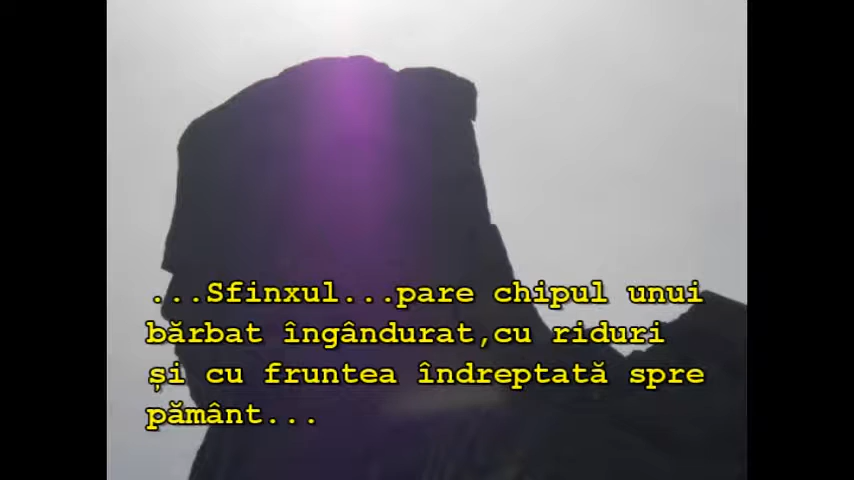 ...Sfinxul...pare chipul unui
bărbat îngândurat,cu riduri
și cu fruntea îndreptată spre
pământ...